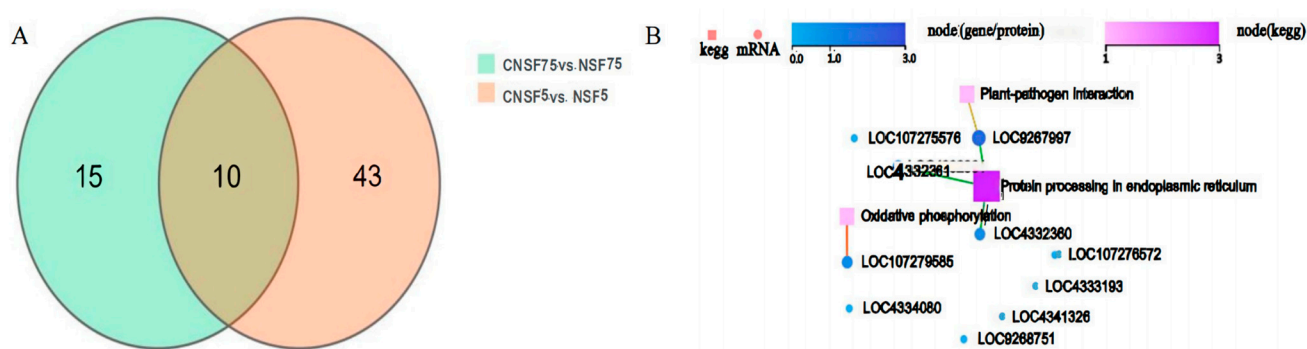 A
CNSF75vs. NSF75
CNSF5vs. NSF5
15
10
43
B
kegg
mRNA
node(gene/protein)
0.0
1.0
3.0
node(kegg)
1
3
Plant-pathogen interaction
LOC107275576
LOC9267997
LOC4332361
Protein processing in endoplasmic reticulum
Oxidative phosphorylation
LOC4332360
LOC107276572
LOC107279585
LOC4333193
LOC4334080
LOC4341326
LOC9268751